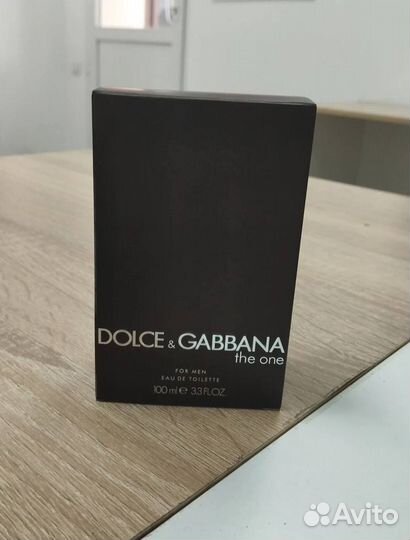 DOLCE & GABBANA
the one
FOR MEN
EAU DE TOILETTE
100 ml e 3.3 FL.OZ.
Avito